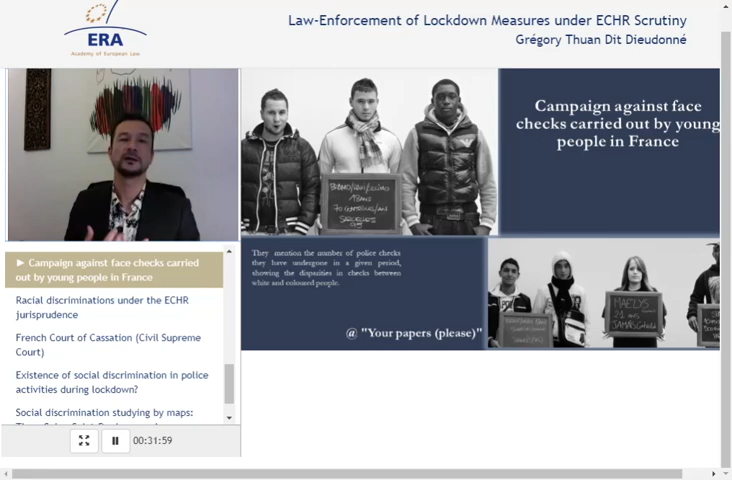 ERA
Academy of European Law
Law-Enforcement of Lockdown Measures under ECHR Scrutiny
Grégory Thuan Dit Dieudonné
Campaign against face
checks carried out by young
people in France
They mention the number of police checks
they have undergone in a given period,
showing the disparities in checks between
white and coloured people.
@ "Your papers (please)"
MAELYS
21 ans
JAMAIS
► Campaign against face checks carried
out by young people in France
Racial discriminations under the ECHR
jurisprudence
French Court of Cassation (Civil Supreme
Court)
Existence of social discrimination in police
activities during lockdown?
Social discrimination studying by maps:
00:31:59